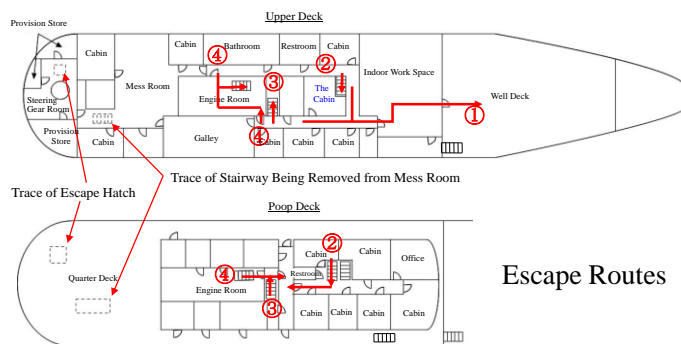 Upper Deck
Provision Store
Cabin
Cabin
Bathroom
Restroom
Cabin
④
②
③
Mess Room
Indoor Work Space
Steering
Gear Room
Engine Room
The
Cabin
Well Deck
①
Provision
Store
④
Cabin
Galley
Cabin
Cabin
Cabin
Trace of Escape Hatch
Trace of Stairway Being Removed from Mess Room
Poop Deck
②
Cabin
Cabin
Office
④
Restroom
Quarter Deck
Engine Room
③
Cabin
Cabin
Cabin
Cabin
Escape Routes